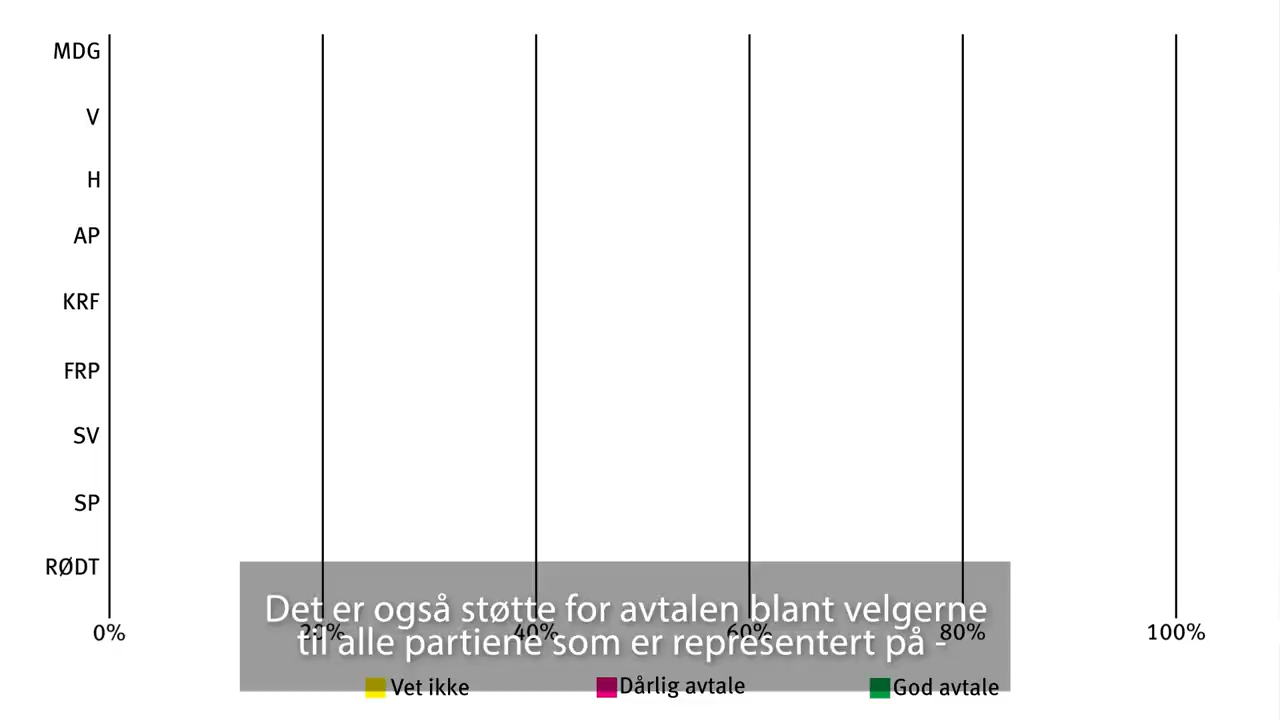 MDG
V
H
AP
KRF
FRP
SV
SP
RØDT
Det er også støtte for avtalen blant velgerne
til alle partiene som er representert på -
0% 20% 40% 60% 80% 100%
Vet ikke Dårlig avtale God avtale